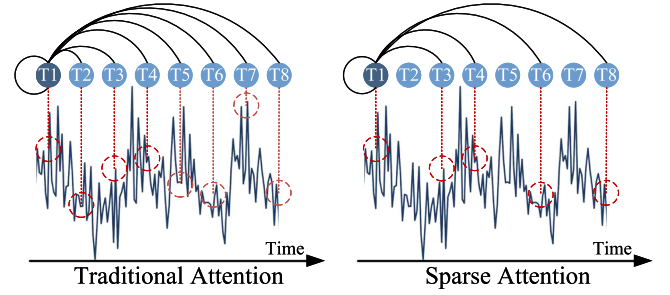 T1 T2 T3 T4 T5 T6 T7 T8
T1 T2 T3 T4 T5 T6 T7 T8
Time
Time
Traditional Attention
Sparse Attention